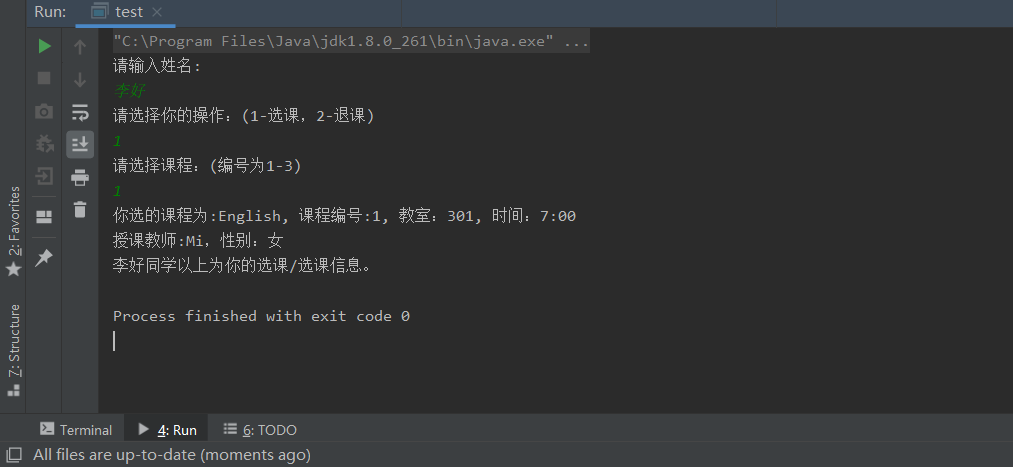 Run: test
"C:\Program Files\Java\jdk1.8.0_261\bin\java.exe" ...
请输入姓名:
李好
请选择你的操作: (1-选课, 2-退课)
1
请选择课程: (编号为1-3)
1
你选的课程为:English, 课程编号:1, 教室: 301, 时间: 7:00
授课教师:Mi, 性别: 女
李好同学以上为你的选课/选课信息。
Process finished with exit code 0
2: Favorites
7: Structure
Terminal 4: Run 6: TODO
All files are up-to-date (moments ago)